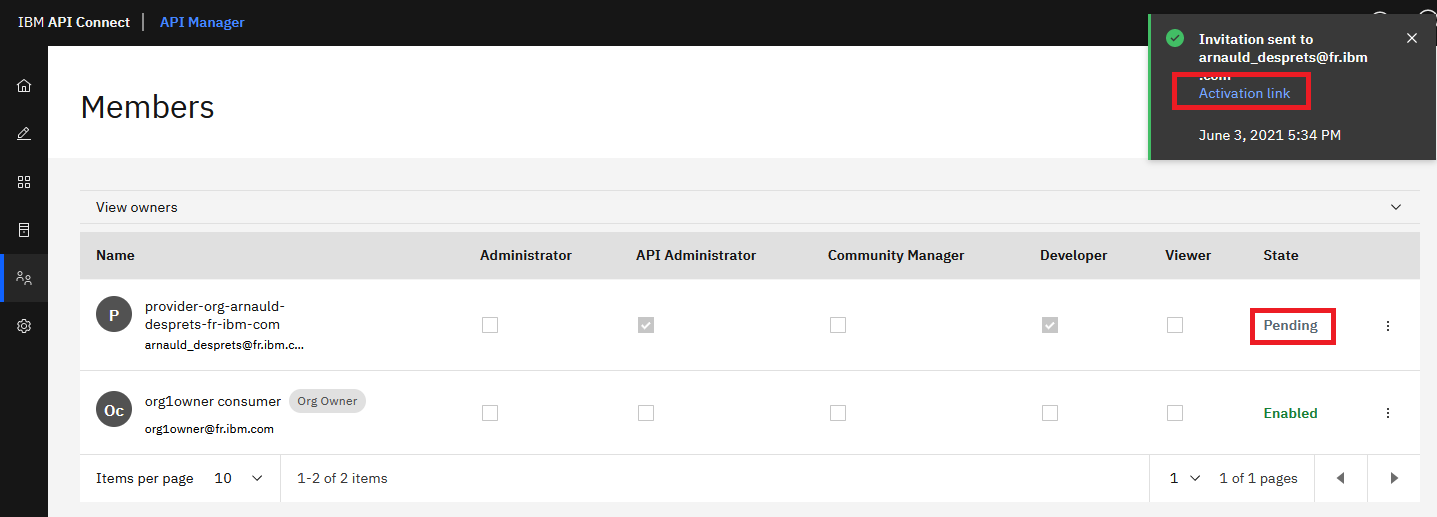 IBM API Connect | API Manager
Invitation sent to
arnauld_desprets@fr.ibm
.com
Activation link
June 3, 2021 5:34 PM
Members
View owners
Name Administrator API Administrator Community Manager Developer Viewer State
P
provider-org-arnauld-
desprets-fr-ibm-com
arnauld_desprets@fr.ibm.c...
Pending
Oc
org1owner consumer Org Owner
org1owner@fr.ibm.com
Enabled
Items per page 10 1-2 of 2 items 1 1 of 1 pages